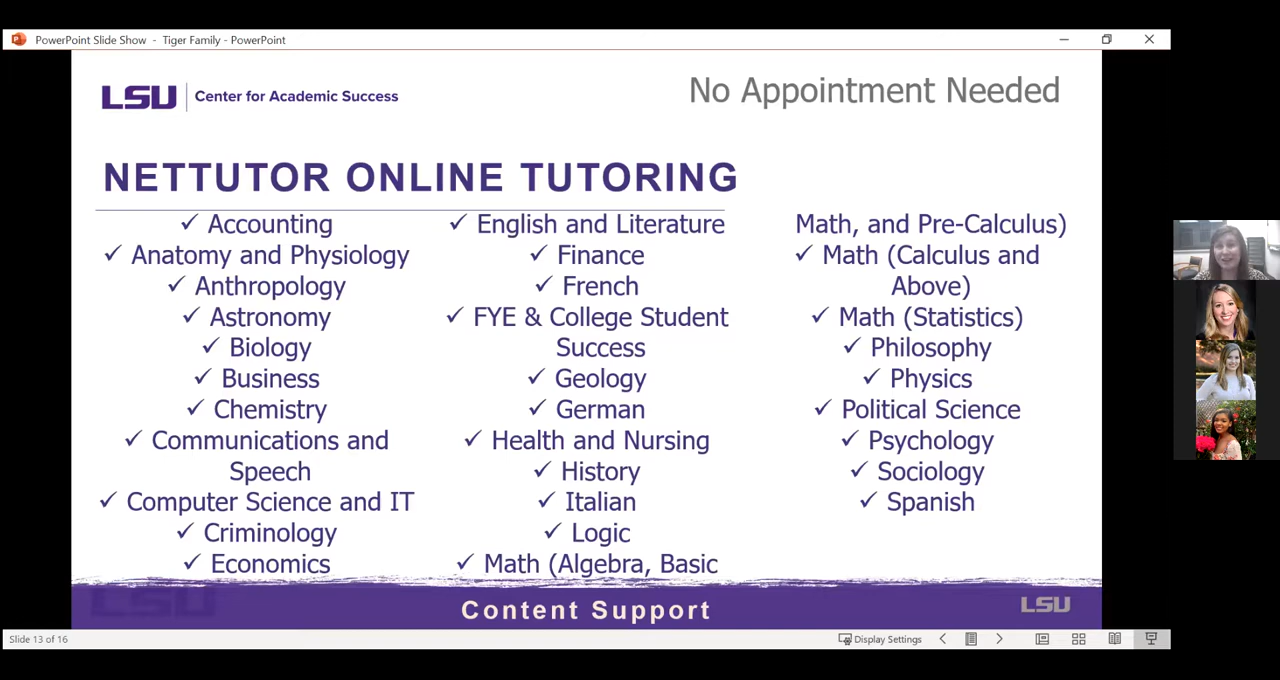 PowerPoint Slide Show - Tiger Family - PowerPoint
LSU Center for Academic Success
No Appointment Needed
NETTUTOR ONLINE TUTORING
✓ Accounting
✓ Anatomy and Physiology
✓ Anthropology
✓ Astronomy
✓ Biology
✓ Business
✓ Chemistry
✓ Communications and
Speech
✓ Computer Science and IT
✓ Criminology
✓ Economics
✓ English and Literature
✓ Finance
✓ French
✓ FYE & College Student
Success
✓ Geology
✓ German
✓ Health and Nursing
✓ History
✓ Italian
✓ Logic
✓ Math (Algebra, Basic
Math, and Pre-Calculus)
✓ Math (Calculus and
Above)
✓ Math (Statistics)
✓ Philosophy
✓ Physics
✓ Political Science
✓ Psychology
✓ Sociology
✓ Spanish
Content Support
LSU
Slide 13 of 16
Display Settings